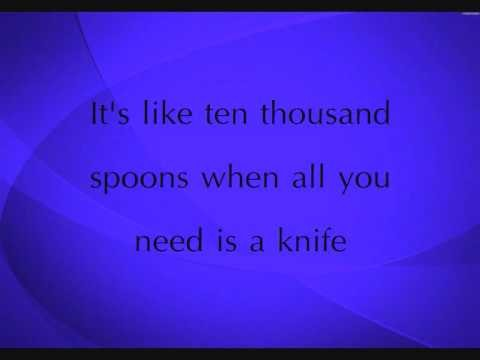 It's like ten thousand
spoons when all you
need is a knife